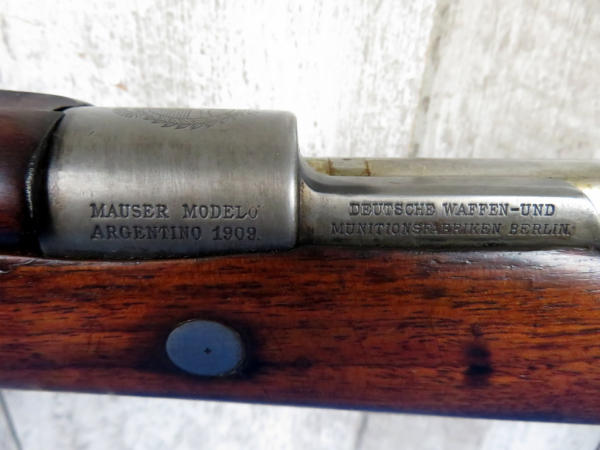 MAUSER MODELO
ARGENTINO 1909.
DEUTSCHE WAFFEN-UND
MUNITIONSFABRIKEN BERLIN.